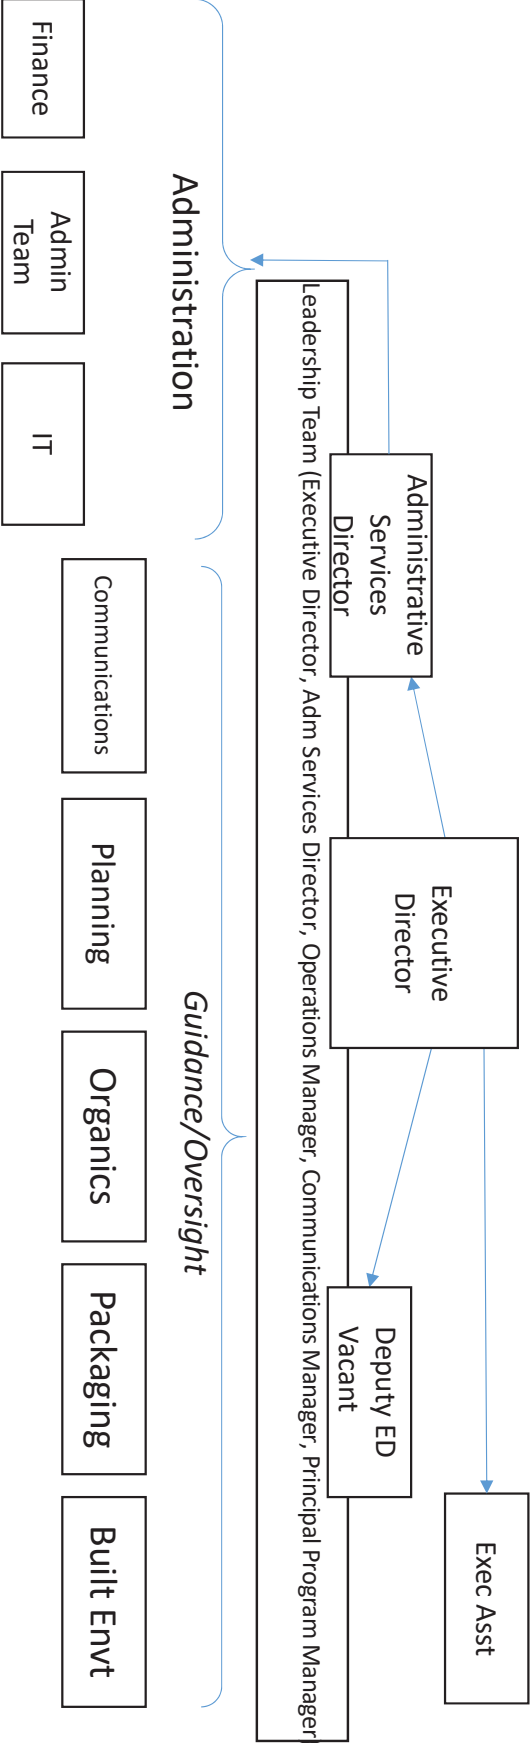 Exec Asst
Executive
Director
Administrative
Services
Director
Deputy ED
Vacant
Leadership Team (Executive Director, Adm Services Director, Operations Manager, Communications Manager, Principal Program Manager
Administration
Guidance/Oversight
Finance
Admin
Team
IT
Communications
Planning
Organics
Packaging
Built Envt